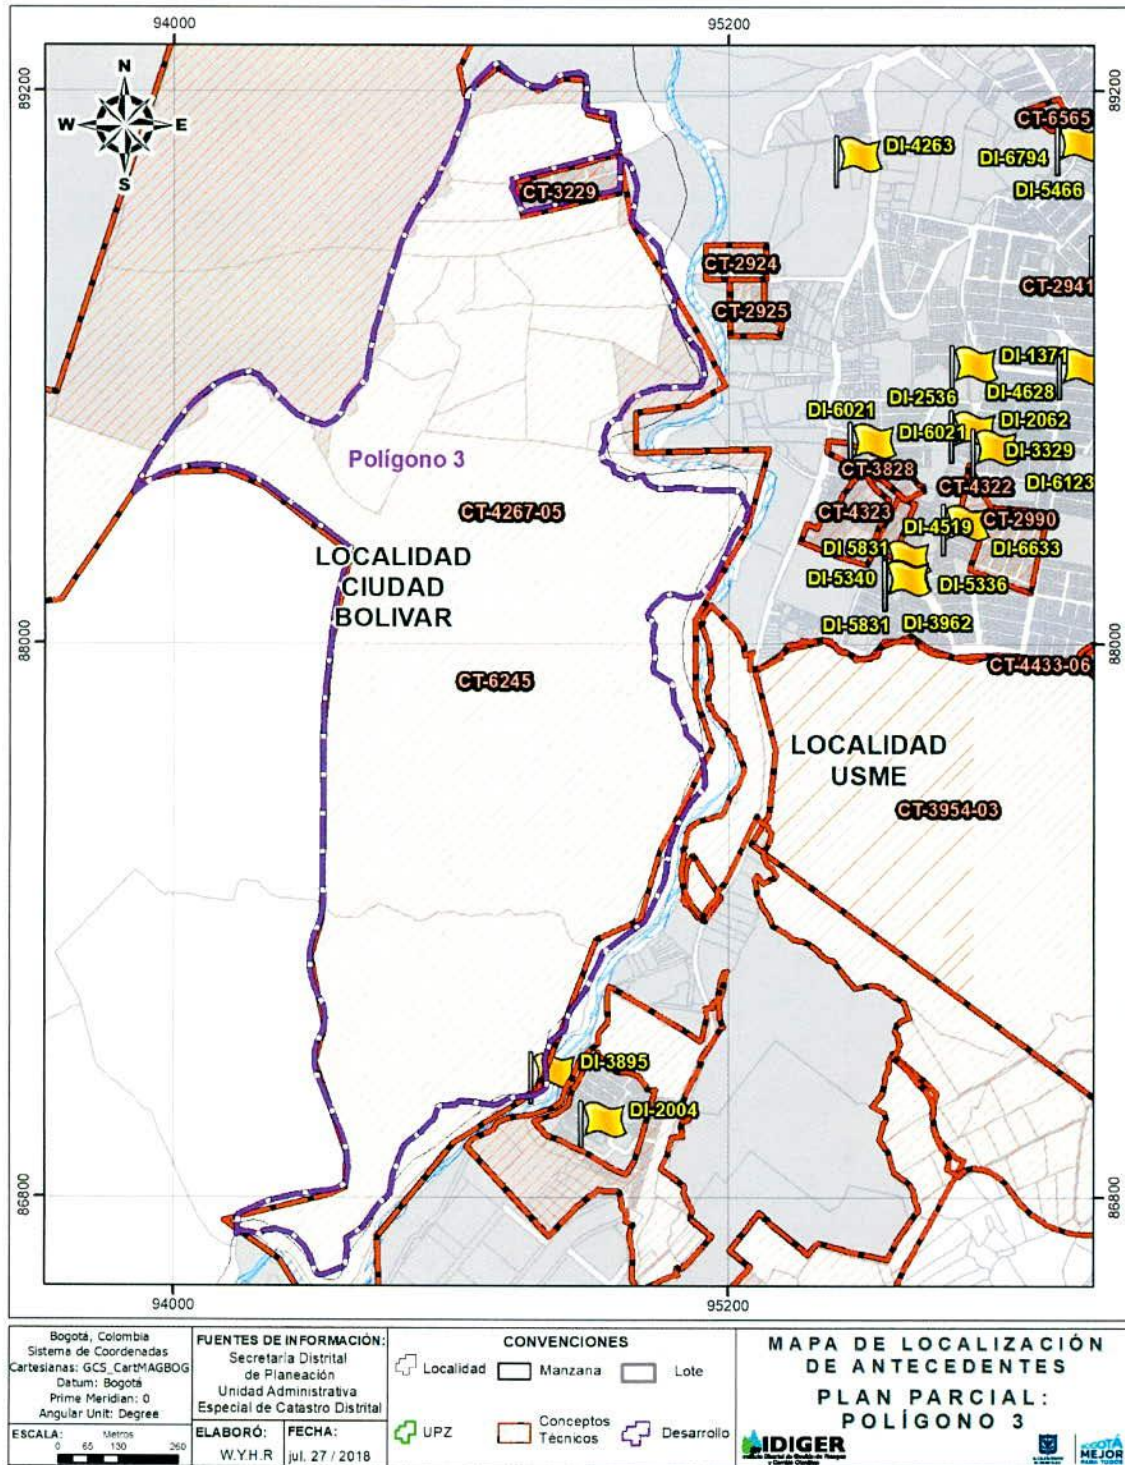 94000
95200
89200
89200
N
W
E
S
CT-6565
DI-4263
DI-6794
DI-5466
CT-3229
CT-2924
CT-2941
CT-2925
DI-1371
DI-2536
DI-4628
DI-6021
DI-2062
DI-6021
DI-3329
Polígono 3
CT-3828
CT-4322
DI-6123
CT-4267-05
CT-4323
DI-4519
CT-2990
LOCALIDAD
CIUDAD
BOLIVAR
DI-5831
DI-6633
DI-5340
DI-5336
DI-5831
DI-3962
88000
88000
CT-4433-06
CT-6245
LOCALIDAD
USME
CT-3954-03
DI-3895
DI-2004
86800
86800
94000
95200
Bogotá, Colombia
Sistema de Coordenadas
Cartesianas: GCS_CartMAGBOG
Datum: Bogotá
Prime Meridian: 0
Angular Unit: Degree
ESCALA: Metros
0 65 130 260
FUENTES DE INFORMACIÓN:
Secretaría Distrital
de Planeación
Unidad Administrativa
Especial de Catastro Distrital
ELABORÓ:
W.Y.H.R
FECHA:
jul. 27 / 2018
CONVENCIONES
Localidad
Manzana
Lote
UPZ
Conceptos
Técnicos
Desarrollo
MAPA DE LOCALIZACIÓN
DE ANTECEDENTES
PLAN PARCIAL:
POLÍGONO 3
IDIGER
BOGOTÁ
MEJOR
PARA TODOS